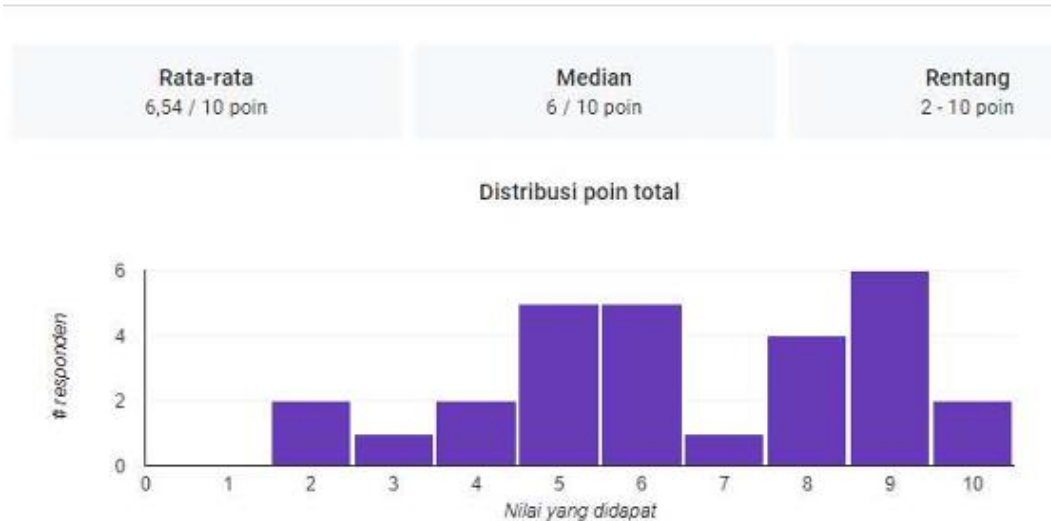 Rata-rata
6,54 / 10 poin
Median
6 / 10 poin
Rentang
2 - 10 poin
Distribusi poin total
# responden
6
4
2
0
0 1 2 3 4 5 6 7 8 9 10
Nilai yang didapat